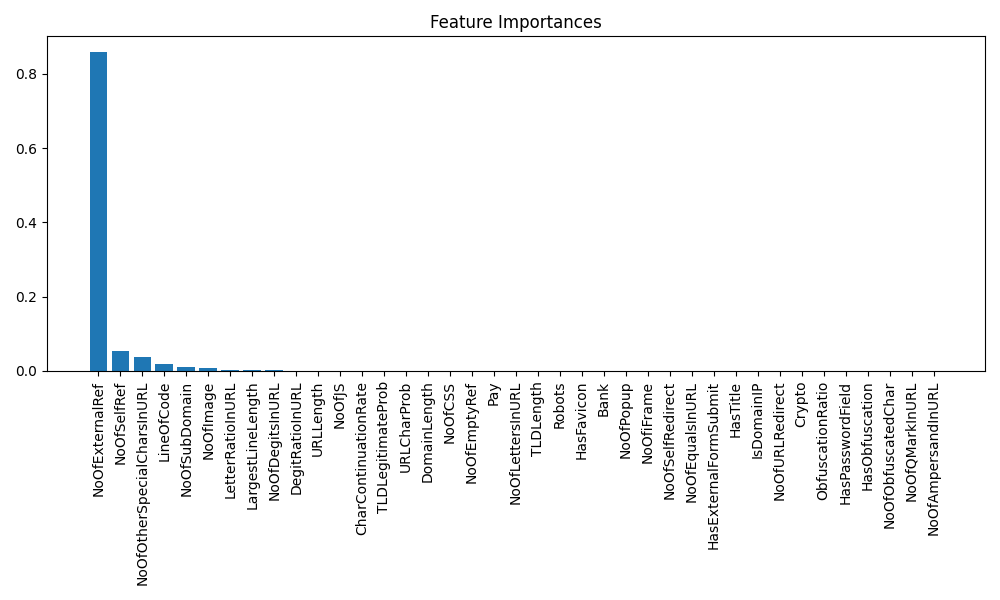 Feature Importances
0.8
0.6
0.4
0.2
0.0
NoOfExternalRef
NoOfSelfRef
NoOfOtherSpecialCharsInURL
LineOfCode
NoOfSubDomain
NoOfImage
LetterRatioInURL
LargestLineLength
NoOfDegitsInURL
DegitRatioInURL
URLLength
NoOfJS
CharContinuationRate
TLDLegitimateProb
URLCharProb
DomainLength
NoOfCSS
NoOfEmptyRef
Pay
NoOfLettersInURL
TLDLength
Robots
HasFavicon
Bank
NoOfPopup
NoOfiFrame
NoOfSelfRedirect
NoOfEqualsInURL
HasExternalFormSubmit
HasTitle
IsDomainIP
NoOfURLRedirect
Crypto
ObfuscationRatio
HasPasswordField
HasObfuscation
NoOfObfuscatedChar
NoOfQMarkInURL
NoOfAmpersandInURL